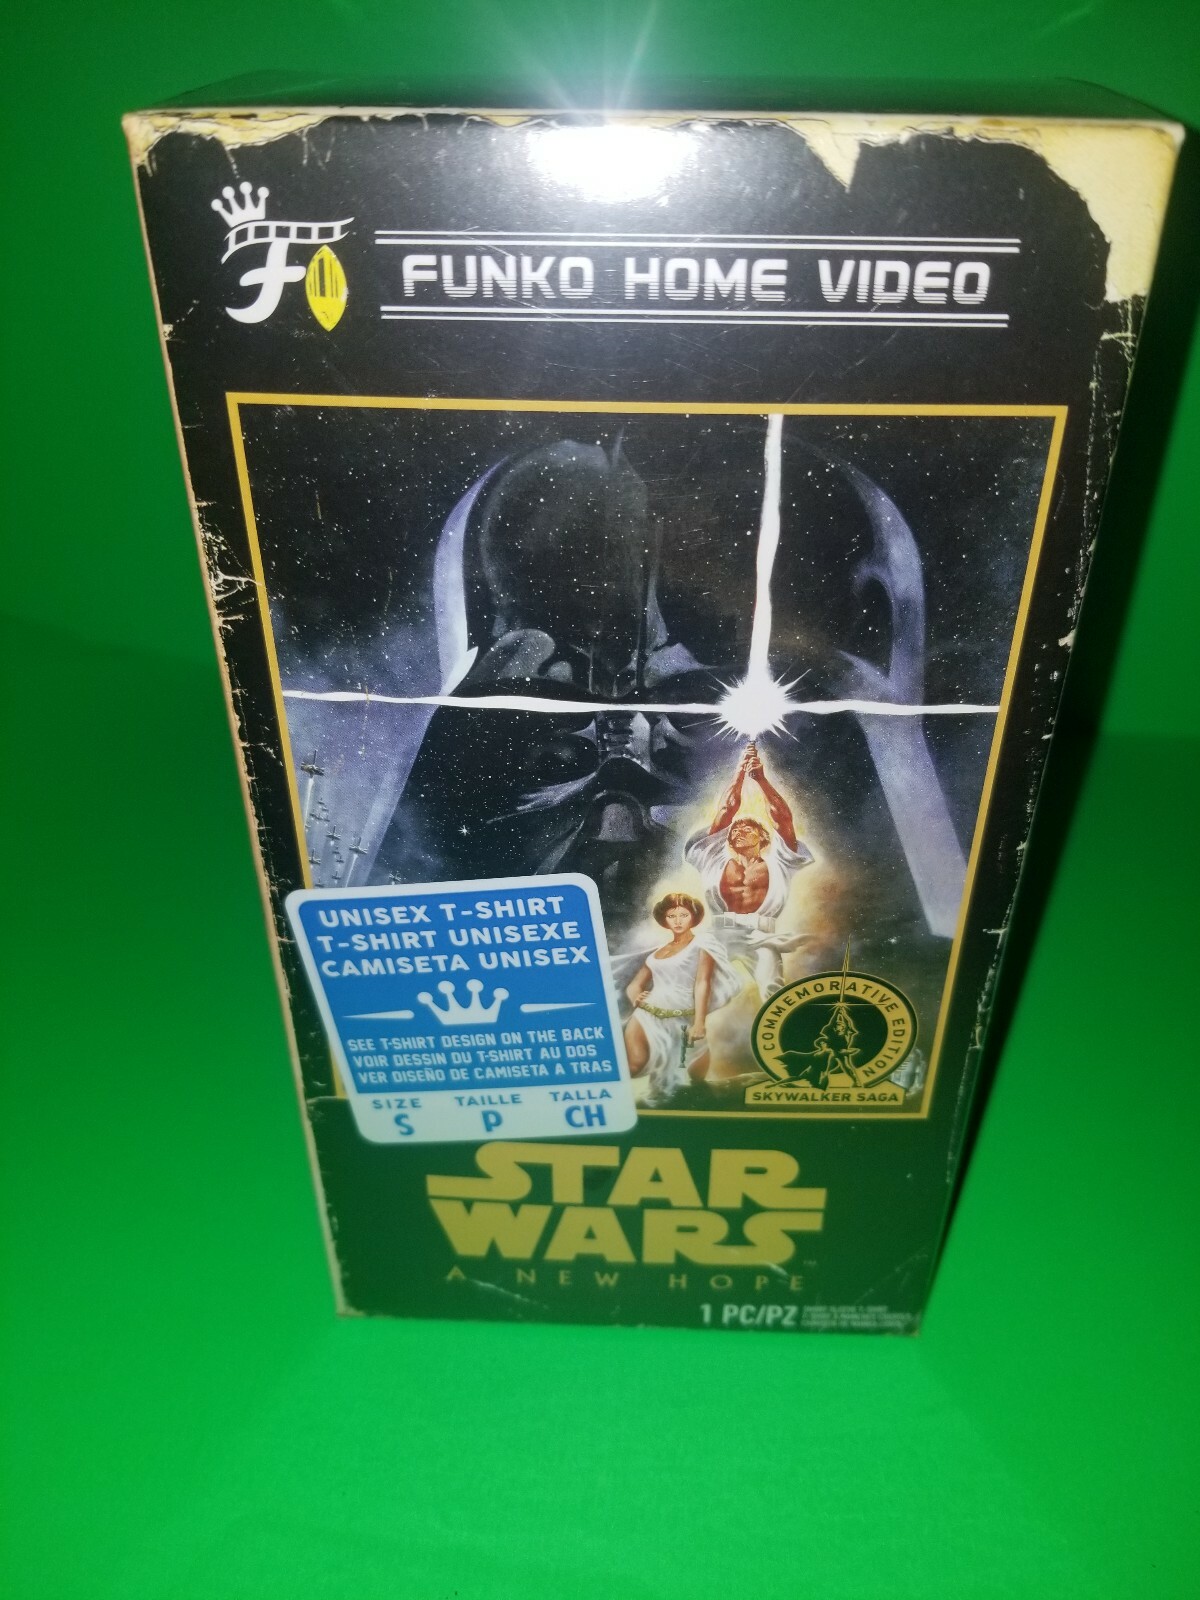 FUNKO HOME VIDEO
UNISEX T-SHIRT
T-SHIRT UNISEXE
CAMISETA UNISEX
SEE T-SHIRT DESIGN ON THE BACK
VOIR DESSIN DU T-SHIRT AU DOS
VER DISEÑO DE CAMISETA A TRAS
SIZE TAILLE TALLA
S P CH
COMMEMORATIVE EDITION
SKYWALKER SAGA
STAR
WARS™
A NEW HOPE
1 PC/PZ